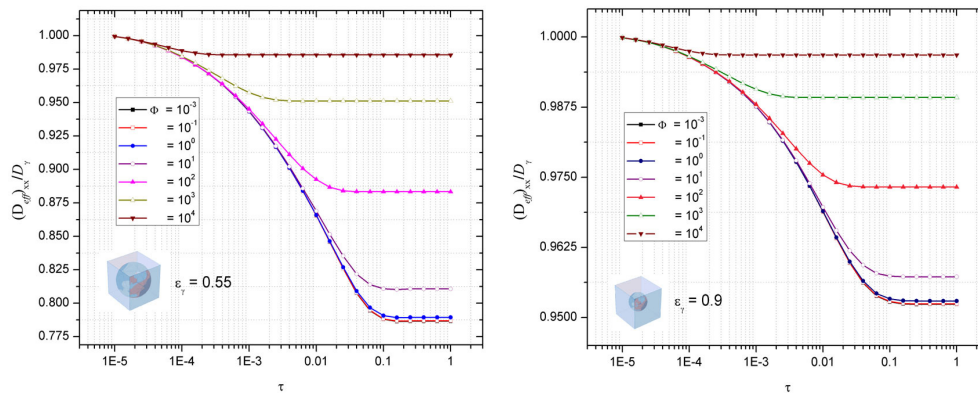 1.000
0.975
0.950
0.925
0.900
0.875
0.850
0.825
0.800
0.775
(D_eff)_xx/D_γ
Φ = 10^-3
= 10^-1
= 10^0
= 10^1
= 10^2
= 10^3
= 10^4
ε_γ = 0.55
1E-5 1E-4 1E-3 0.01 0.1 1
τ
1.0000
0.9875
0.9750
0.9625
0.9500
(D_eff)_xx/D_γ
Φ = 10^-3
= 10^-1
= 10^0
= 10^1
= 10^2
= 10^3
= 10^4
ε_γ = 0.9
1E-5 1E-4 1E-3 0.01 0.1 1
τ